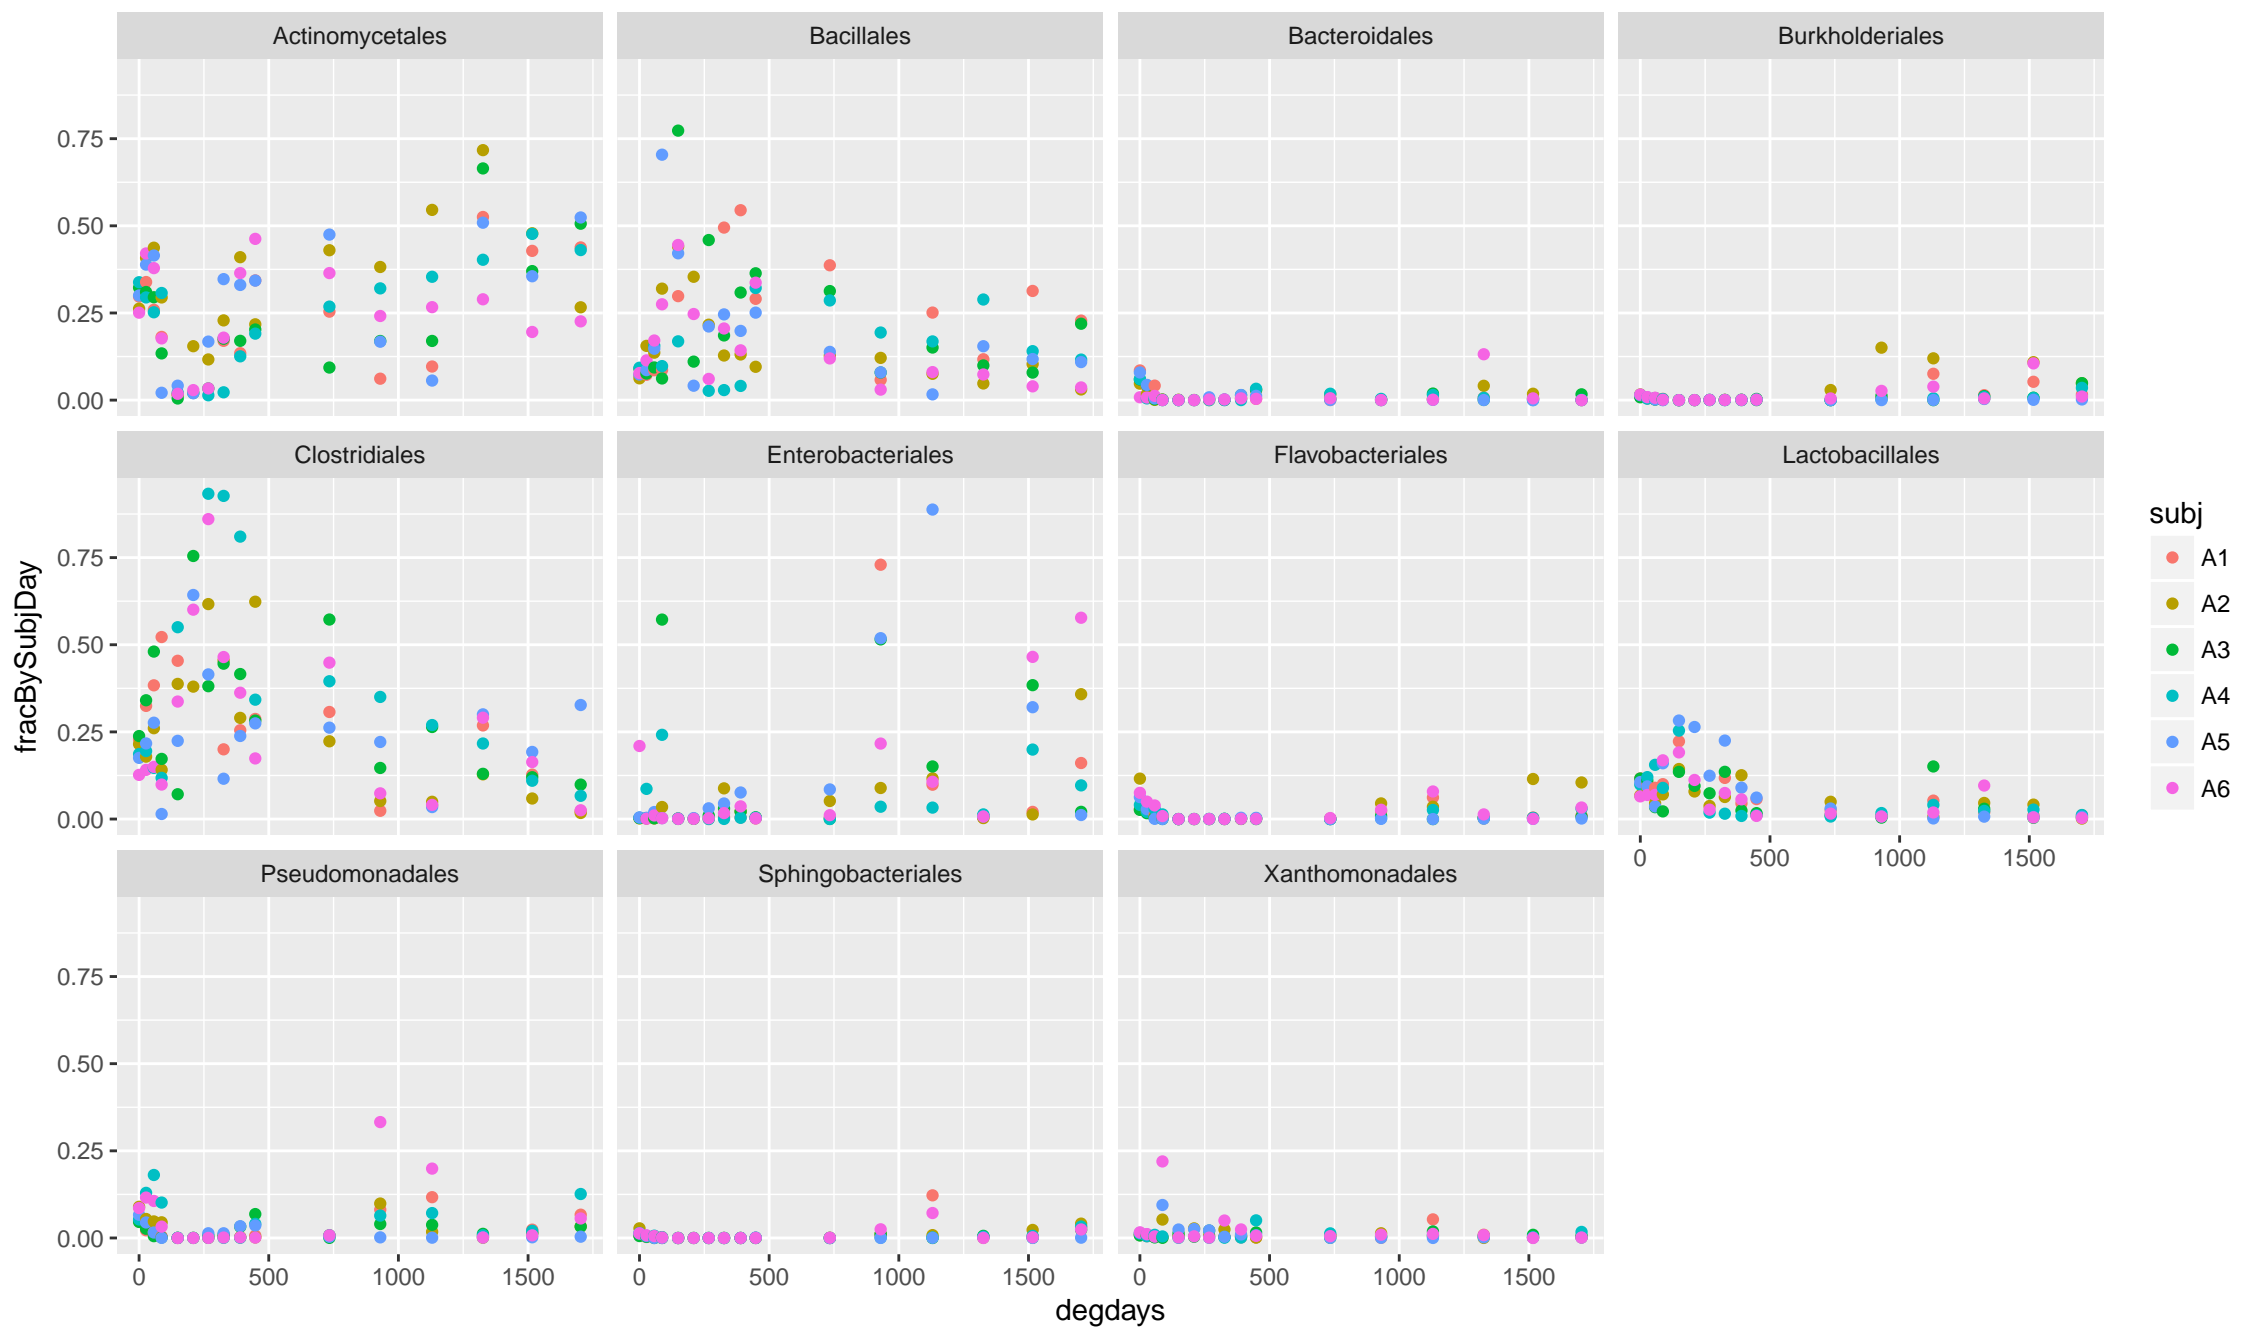 Actinomycetales
Bacillales
Bacteroidales
Burkholderiales
0.75
0.50
0.25
0.00
Clostridiales
Enterobacteriales
Flavobacteriales
Lactobacillales
0.75
0.50
0.25
0.00
0 500 1000 1500
Pseudomonadales
Sphingobacteriales
Xanthomonadales
0.75
0.50
0.25
0.00
0 500 1000 1500
0 500 1000 1500
0 500 1000 1500
degdays
fracBySubjDay
subj
A1
A2
A3
A4
A5
A6